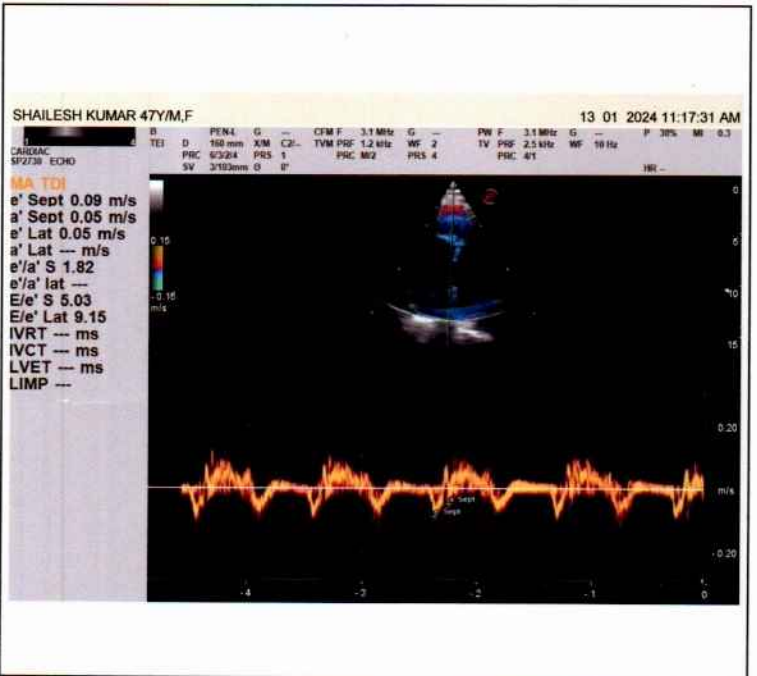 SHAILESH KUMAR 47Y/M,F 13 01 2024 11:17:31 AM
B PEN-L G --- CFM F 3.1 MHz G --- PW F 3.1 MHz G --- P 38% MI 0.3
TEI D 160 mm X/M C2/-- TVM PRF 1.2 kHz WF 2 TV PRF 2.5 kHz WF 10 Hz
PRC 6/3/2/4 PRS 1 PRC M/2 PRS 4 PRC 4/1
SV 3/103mm Θ 0° HR --
CARDIAC
SP2730 ECHO
MA TDI
e' Sept 0.09 m/s
a' Sept 0.05 m/s
e' Lat 0.05 m/s
a' Lat --- m/s
e'/a' S 1.82
e'/a' lat ---
E/e' S 5.03
E/e' Lat 9.15
IVRT --- ms
IVCT --- ms
LVET --- ms
LIMP ---
0.15
-0.15
m/s
0
5
10
15
0.20
m/s
-0.20
Sept
Sept
-4
-3
-2
-1
0